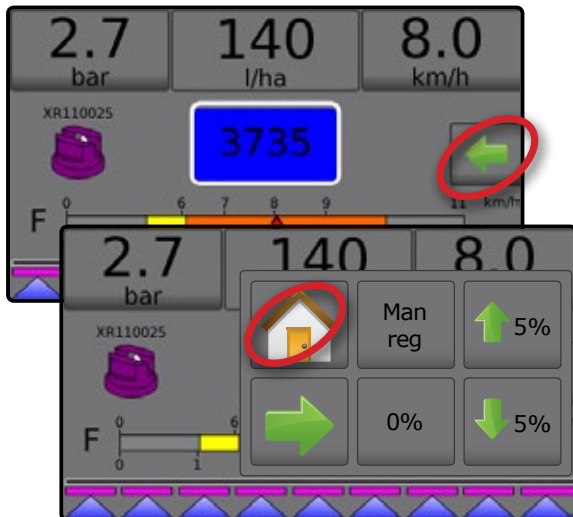 2.7 140 8.0
bar l/ha km/h
XR110025
3735
0 6 7 8 9 11 km/h
F
2.7 140 8.0
bar
XR110025
Man reg
5%
0 6
F
0 1
0%
5%